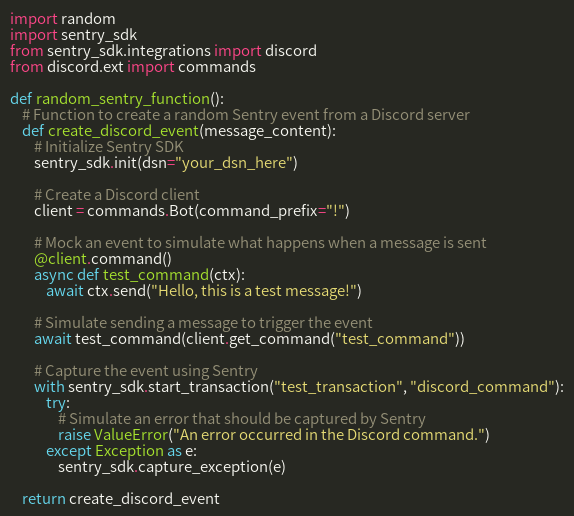 import random
import sentry_sdk
from sentry_sdk.integrations import discord
from discord.ext import commands

def random_sentry_function():
    # Function to create a random Sentry event from a Discord server
    def create_discord_event(message_content):
        # Initialize Sentry SDK
        sentry_sdk.init(dsn="your_dsn_here")

        # Create a Discord client
        client = commands.Bot(command_prefix="!")

        # Mock an event to simulate what happens when a message is sent
        @client.command()
        async def test_command(ctx):
            await ctx.send("Hello, this is a test message!")

        # Simulate sending a message to trigger the event
        await test_command(client.get_command("test_command"))

        # Capture the event using Sentry
        with sentry_sdk.start_transaction("test_transaction", "discord_command"):
            try:
                # Simulate an error that should be captured by Sentry
                raise ValueError("An error occurred in the Discord command.")
            except Exception as e:
                sentry_sdk.capture_exception(e)

    return create_discord_event